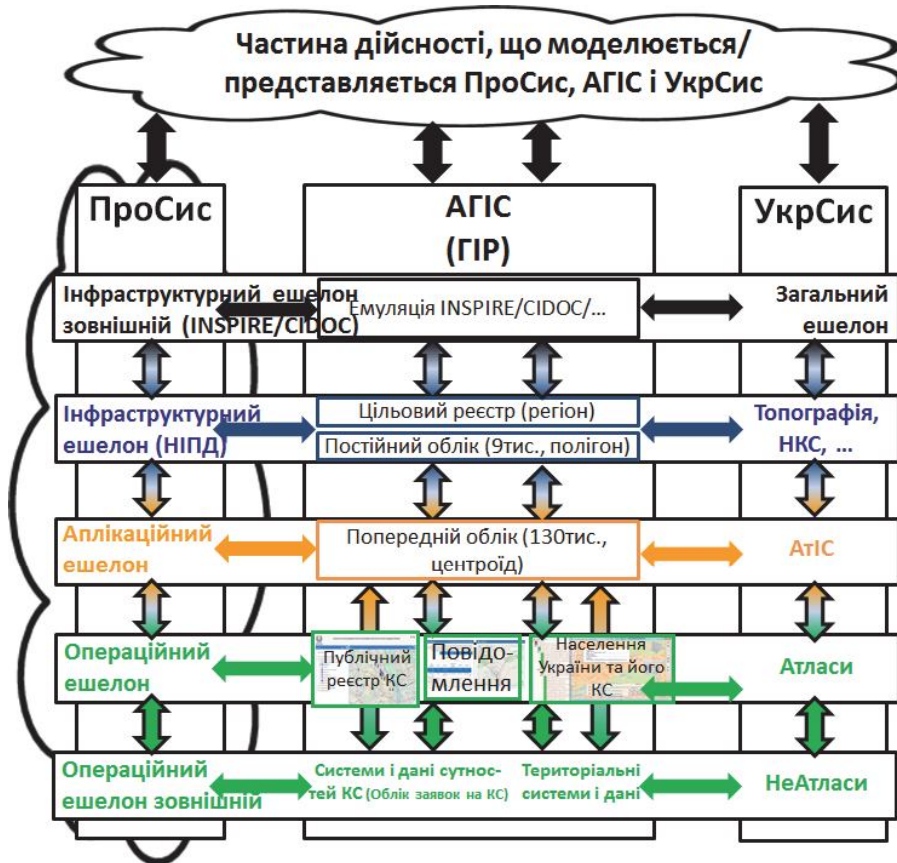 Частина дійсності, що моделюється/
представляється ПроСис, АГІС і УкрСис
ПроСис
АГІС
(ГІР)
УкрСис
Інфраструктурний ешелон
зовнішній (INSPIRE/CIDOC)
Емуляція INSPIRE/CIDOC/...
Загальний
ешелон
Інфраструктурний
ешелон (НІПД)
Цільовий реєстр (регіон)
Постійний облік (9тис., полігон)
Топографія,
НКС, ...
Аплікаційний
ешелон
Попередній облік (130тис.,
центроїд)
АтІС
Операційний
ешелон
Публічний
реєстр КС
Повідо-
млення
Населення
України та його
КС
Атласи
Операційний
ешелон зовнішній
Системи і дані сутнос-
тей КС (Облік заявок на КС)
Територіальні
системи і дані
НеАтласи